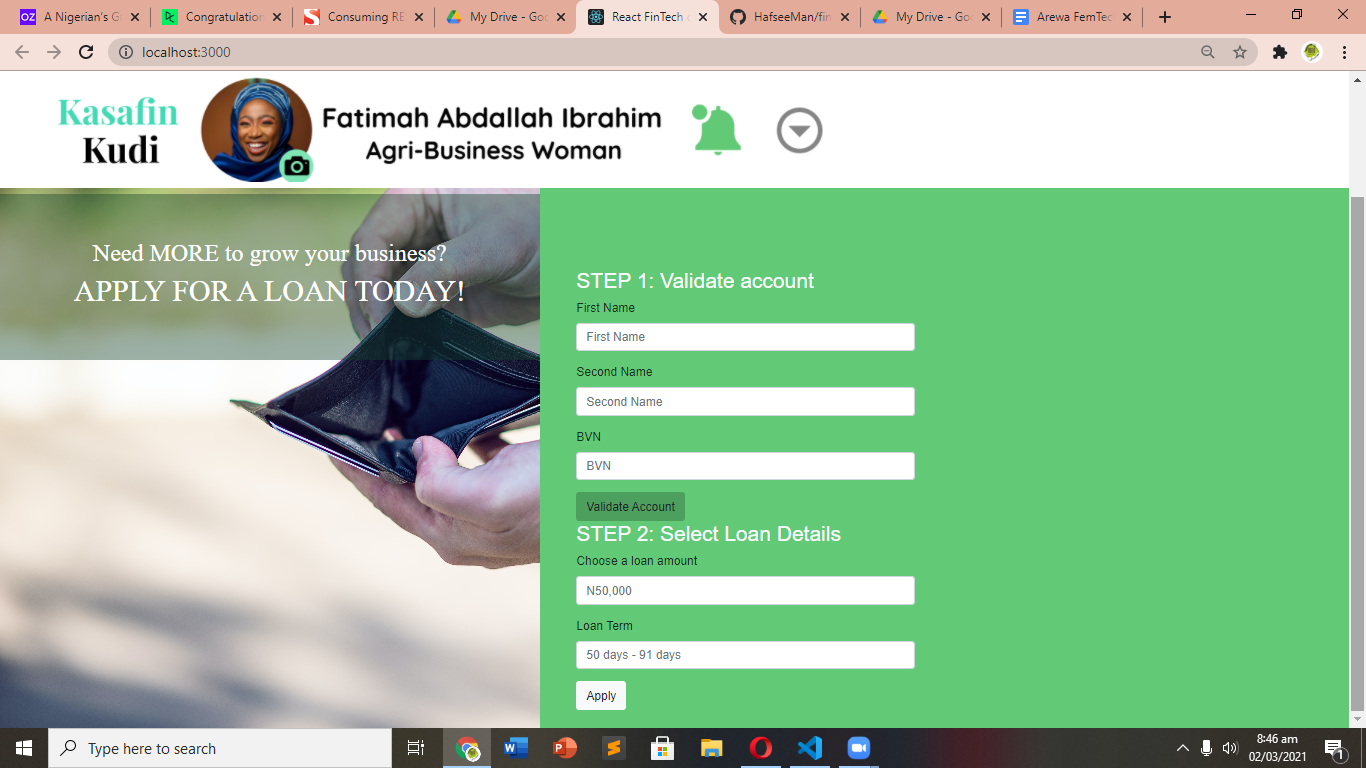 A Nigerian's G
Congratulation
Consuming RE
My Drive - Goo
React FinTech c
HafseeMan/fin
My Drive - Goo
Arewa FemTec
localhost:3000
Kasafin
Kudi
Fatimah Abdallah Ibrahim
Agri-Business Woman
Need MORE to grow your business?
APPLY FOR A LOAN TODAY!
STEP 1: Validate account
First Name
First Name
Second Name
Second Name
BVN
BVN
Validate Account
STEP 2: Select Loan Details
Choose a loan amount
N50,000
Loan Term
50 days - 91 days
Apply
Type here to search
8:46 am
02/03/2021
1